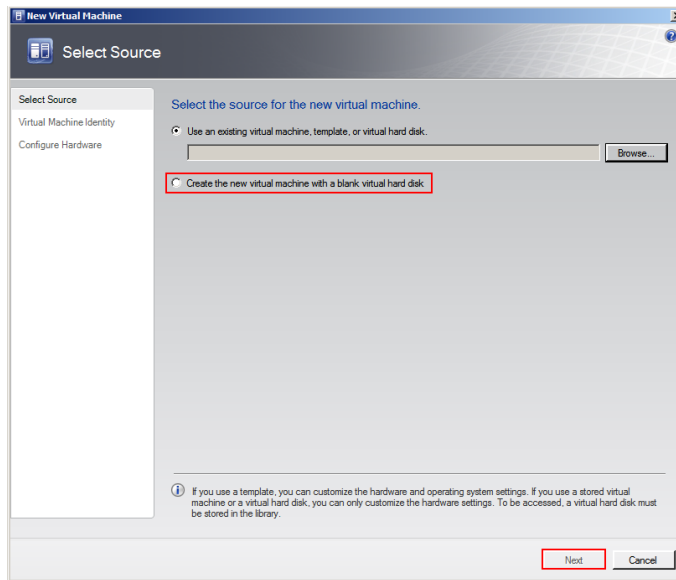 New Virtual Machine
Select Source
Select Source
Virtual Machine Identity
Configure Hardware
Select the source for the new virtual machine.
Use an existing virtual machine, template, or virtual hard disk.
Browse...
Create the new virtual machine with a blank virtual hard disk
If you use a template, you can customize the hardware and operating system settings. If you use a stored virtual
machine or a virtual hard disk, you can only customize the hardware settings. To be accessed, a virtual hard disk must
be stored in the library.
Next
Cancel